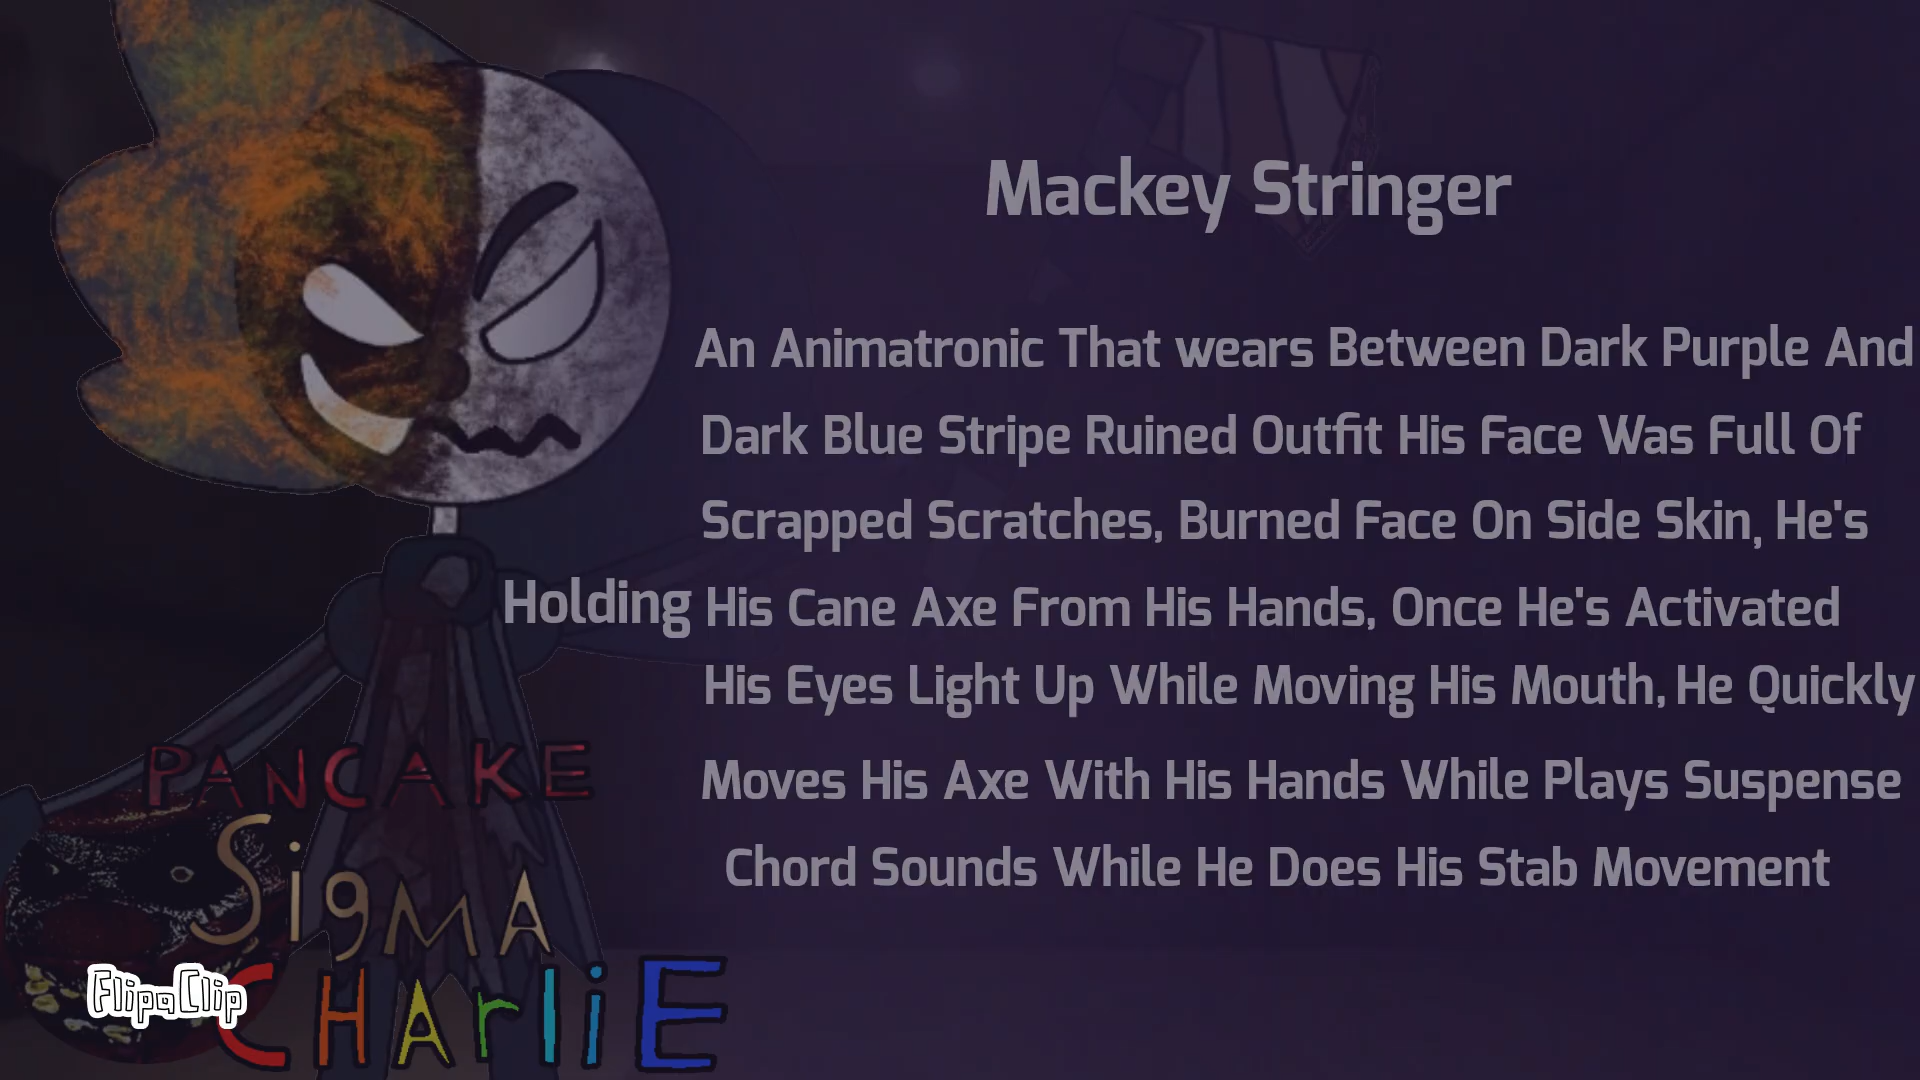 Mackey Stringer
An Animatronic That wears Between Dark Purple And
Dark Blue Stripe Ruined Outfit His Face Was Full Of
Scrapped Scratches, Burned Face On Side Skin, He's
Holding His Cane Axe From His Hands, Once He's Activated
His Eyes Light Up While Moving His Mouth, He Quickly
Moves His Axe With His Hands While Plays Suspense
Chord Sounds While He Does His Stab Movement
PANCAKE
SigMA
CHArliE
FlipaClip